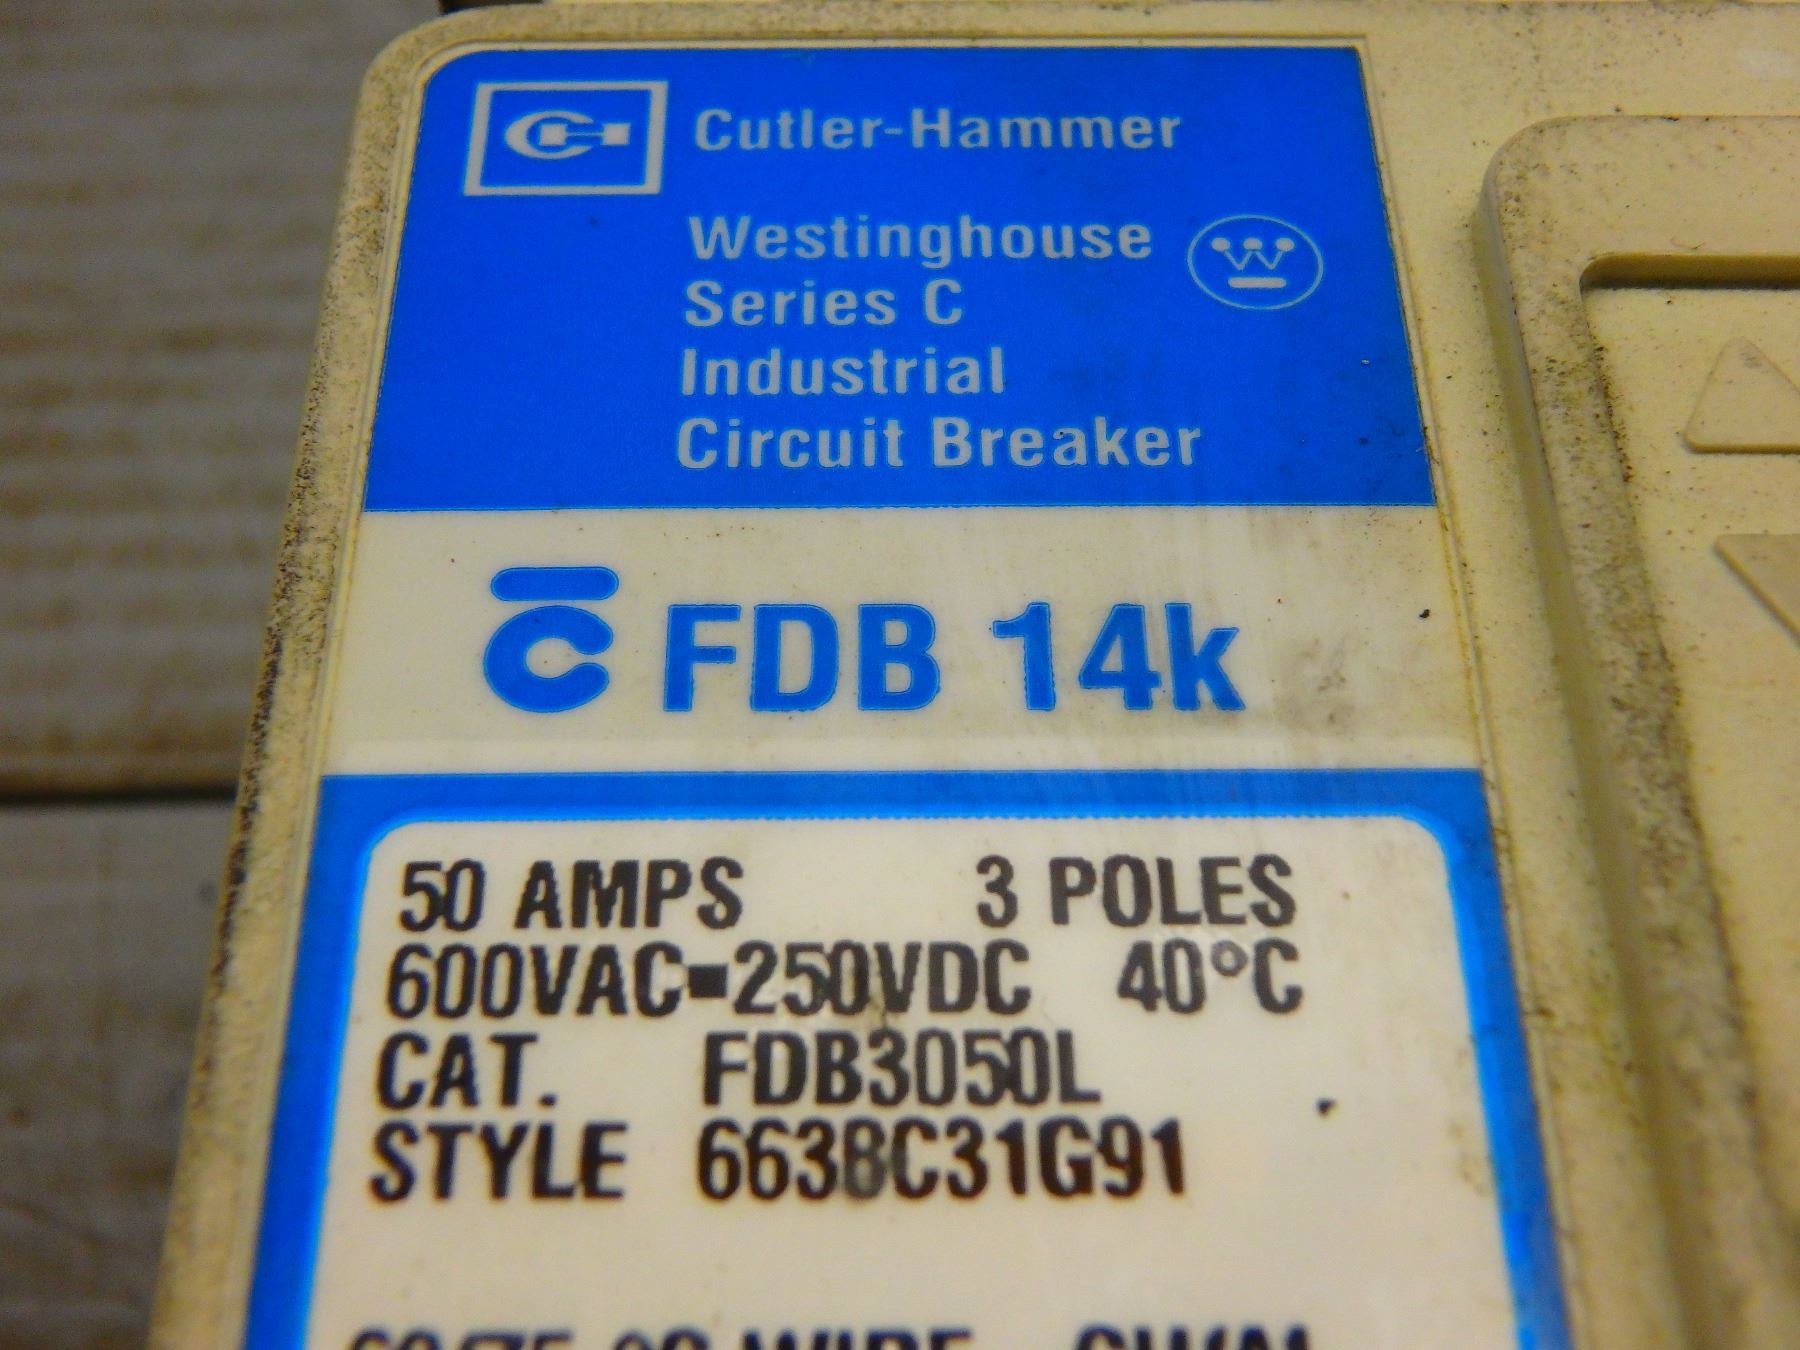 Cutler-Hammer
Westinghouse
Series C
Industrial
Circuit Breaker
C FDB 14k
50 AMPS 3 POLES
600VAC▪250VDC 40°C
CAT. FDB3050L
STYLE 6638C31G91
WIRE